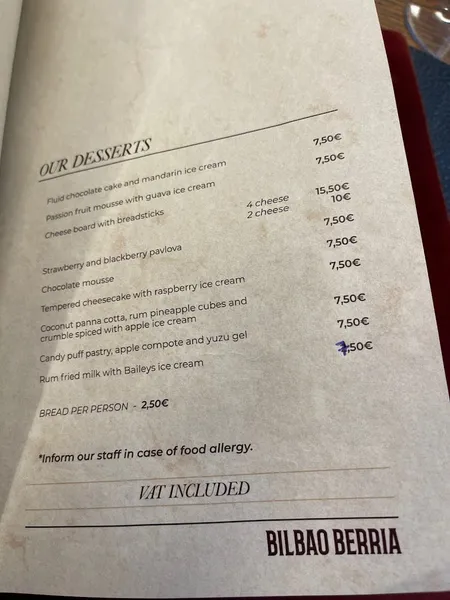 OUR DESSERTS
Fluid chocolate cake and mandarin ice cream 7,50€
Passion fruit mousse with guava ice cream 7,50€
Cheese board with breadsticks 4 cheese 15,50€
2 cheese 10€
Strawberry and blackberry pavlova 7,50€
Chocolate mousse 7,50€
Tempered cheesecake with raspberry ice cream 7,50€
Coconut panna cotta, rum pineapple cubes and
crumble spiced with apple ice cream 7,50€
Candy puff pastry, apple compote and yuzu gel 7,50€
Rum fried milk with Baileys ice cream 7,50€
BREAD PER PERSON - 2,50€
*Inform our staff in case of food allergy.
VAT INCLUDED
BILBAO BERRIA